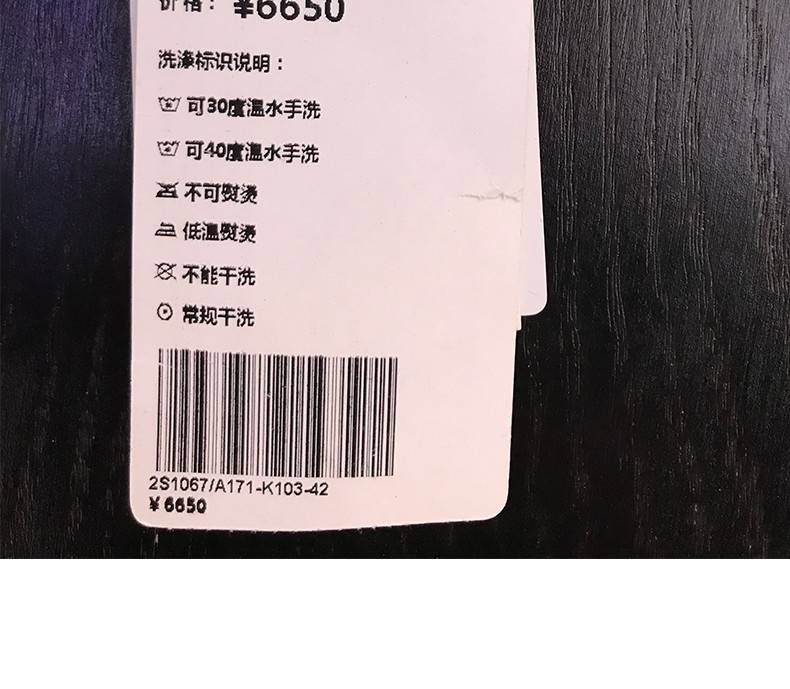 价格：¥6650
洗涤标识说明：
可30度温水手洗
可40度温水手洗
不可熨烫
低温熨烫
不能干洗
常规干洗
2S1067/A171-K103-42
¥6650